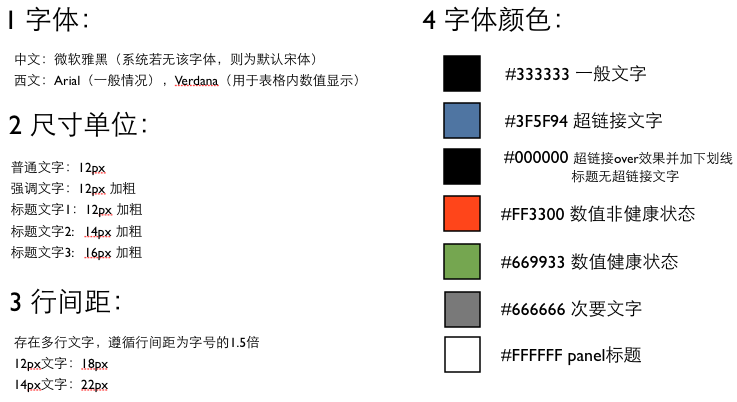 1 字体：
中文：微软雅黑（系统若无该字体，则为默认宋体）
西文：Arial（一般情况），Verdana（用于表格内数值显示）
2 尺寸单位：
普通文字：12px
强调文字：12px 加粗
标题文字1：12px 加粗
标题文字2： 14px 加粗
标题文字3: 16px 加粗
3 行间距：
存在多行文字，遵循行间距为字号的1.5倍
12px文字：18px
14px文字：22px
4 字体颜色：
#333333 一般文字
#3F5F94 超链接文字
#000000 超链接over效果并加下划线
标题无超链接文字
#FF3300 数值非健康状态
#669933 数值健康状态
#666666 次要文字
#FFFFFF panel标题